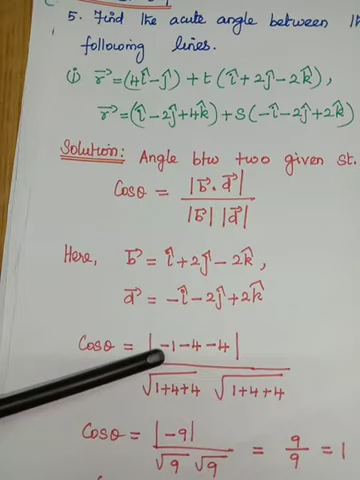 5. Find the acute angle between th
following lines.
(i) r⃗ = (4î − ĵ) + t (î + 2ĵ − 2k̂),
r⃗ = (î − 2ĵ + 4k̂) + s (−î − 2ĵ + 2k̂)
Solution: Angle btw two given st.
Cosθ = |b⃗ . d⃗| / |b⃗| |d⃗|
Here, b⃗ = î + 2ĵ − 2k̂,
d⃗ = −î − 2ĵ + 2k̂
Cosθ = |−1 −4 −4| / √1+4+4 √1+4+4
Cosθ = |−9| / √9 √9 = 9/9 = 1